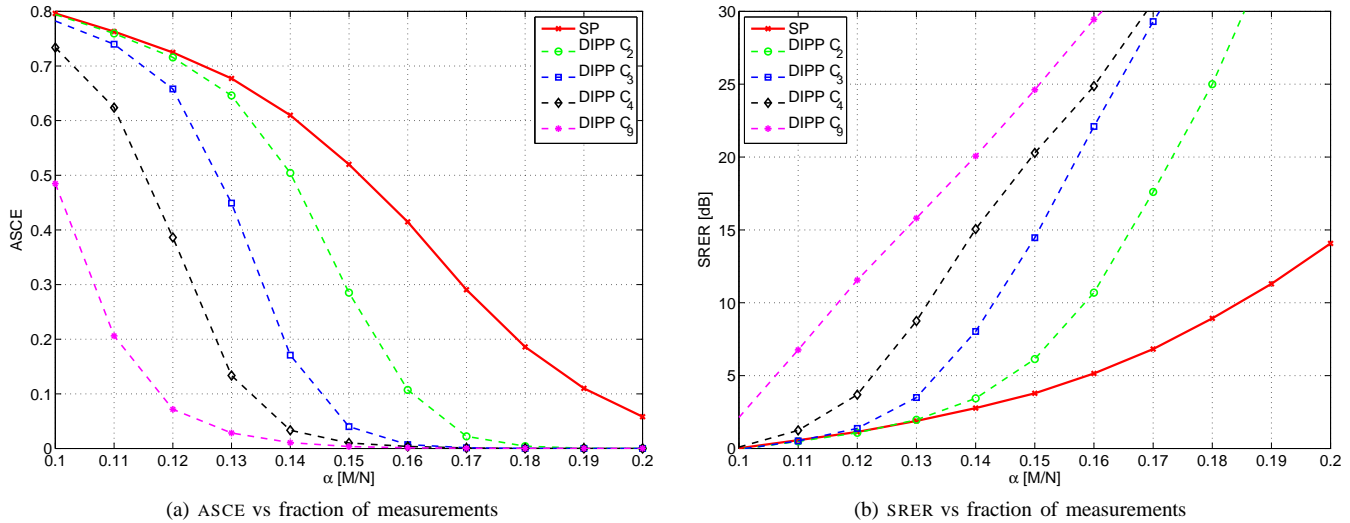 0.8
0.7
0.6
0.5
0.4
0.3
0.2
0.1
0
ASCE
0.1 0.11 0.12 0.13 0.14 0.15 0.16 0.17 0.18 0.19 0.2
α [M/N]
SP
DIPP C2
DIPP C3
DIPP C4
DIPP C9
(a) ASCE vs fraction of measurements
30
25
20
15
10
5
0
SRER [dB]
0.1 0.11 0.12 0.13 0.14 0.15 0.16 0.17 0.18 0.19 0.2
α [M/N]
SP
DIPP C2
DIPP C3
DIPP C4
DIPP C9
(b) SRER vs fraction of measurements